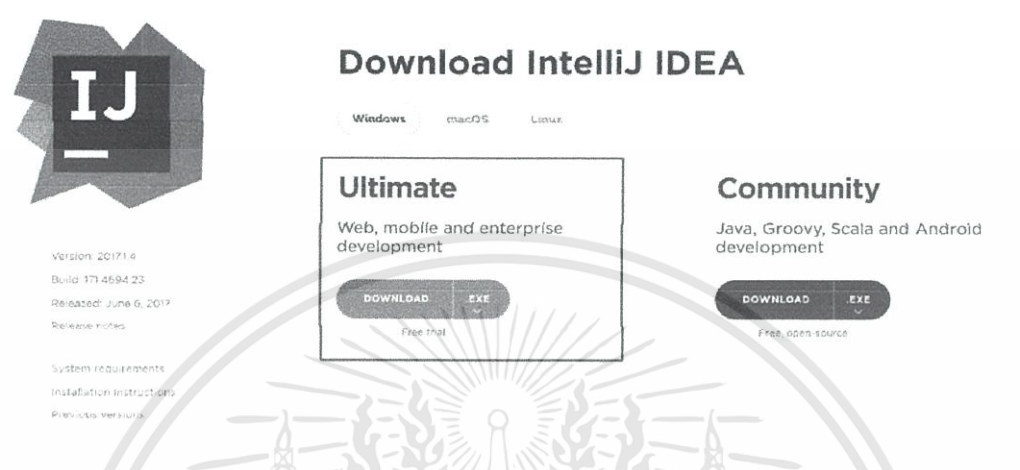 IJ
Download IntelliJ IDEA
Windows macOS Linux
Ultimate
Web, mobile and enterprise
development
DOWNLOAD .EXE
Free trial
Community
Java, Groovy, Scala and Android
development
DOWNLOAD .EXE
Free, open-source
Version: 2017.1.4
Build: 171.4694.23
Released: June 6, 2017
Release notes
System requirements
Installation Instructions
Previous versions